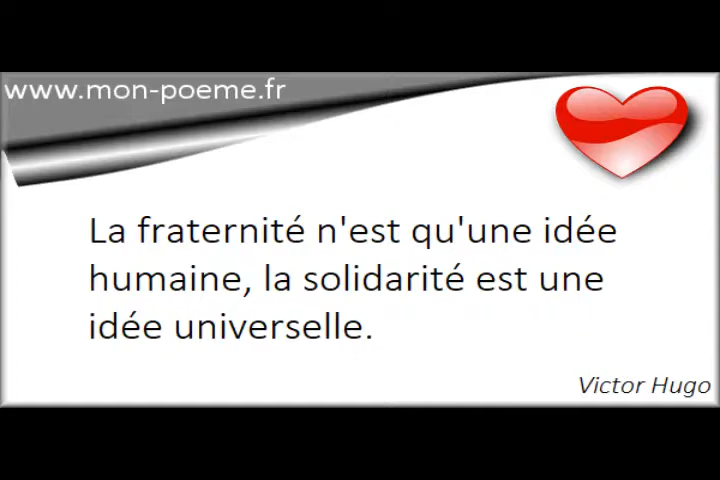 www.mon-poeme.fr
La fraternité n'est qu'une idée
humaine, la solidarité est une
idée universelle.
Victor Hugo